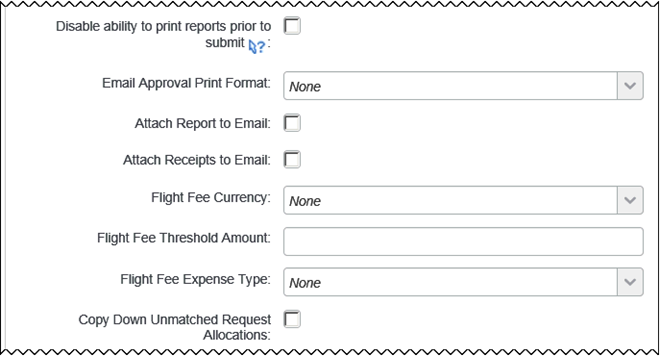 Disable ability to print reports prior to
submit ?:
Email Approval Print Format: None
Attach Report to Email:
Attach Receipts to Email:
Flight Fee Currency: None
Flight Fee Threshold Amount:
Flight Fee Expense Type: None
Copy Down Unmatched Request
Allocations: